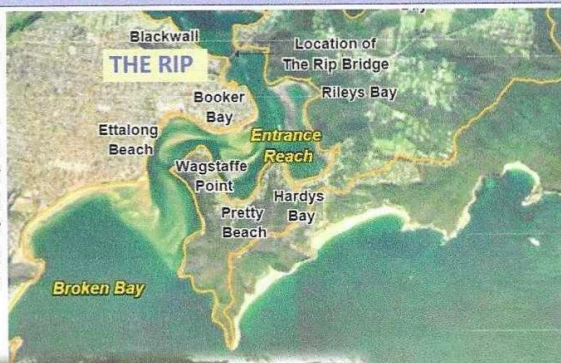 Blackwall
THE RIP
Location of
The Rip Bridge
Rileys Bay
Booker
Bay
Ettalong
Beach
Entrance
Reach
Wagstaffe
Point
Hardys
Bay
Pretty
Beach
Broken Bay